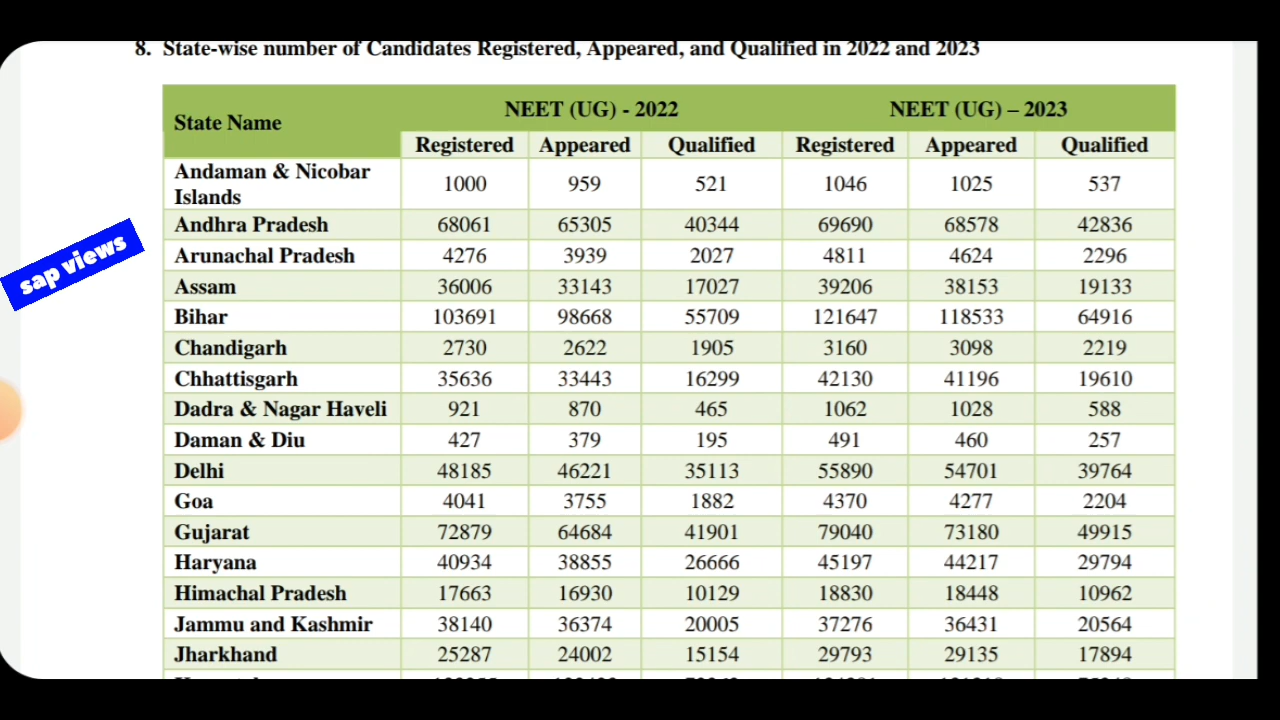 8. State-wise number of Candidates Registered, Appeared, and Qualified in 2022 and 2023
State Name NEET (UG) - 2022 NEET (UG) – 2023
Registered Appeared Qualified Registered Appeared Qualified
Andaman & Nicobar
Islands 1000 959 521 1046 1025 537
Andhra Pradesh 68061 65305 40344 69690 68578 42836
Arunachal Pradesh 4276 3939 2027 4811 4624 2296
Assam 36006 33143 17027 39206 38153 19133
Bihar 103691 98668 55709 121647 118533 64916
Chandigarh 2730 2622 1905 3160 3098 2219
Chhattisgarh 35636 33443 16299 42130 41196 19610
Dadra & Nagar Haveli 921 870 465 1062 1028 588
Daman & Diu 427 379 195 491 460 257
Delhi 48185 46221 35113 55890 54701 39764
Goa 4041 3755 1882 4370 4277 2204
Gujarat 72879 64684 41901 79040 73180 49915
Haryana 40934 38855 26666 45197 44217 29794
Himachal Pradesh 17663 16930 10129 18830 18448 10962
Jammu and Kashmir 38140 36374 20005 37276 36431 20564
Jharkhand 25287 24002 15154 29793 29135 17894
sap views